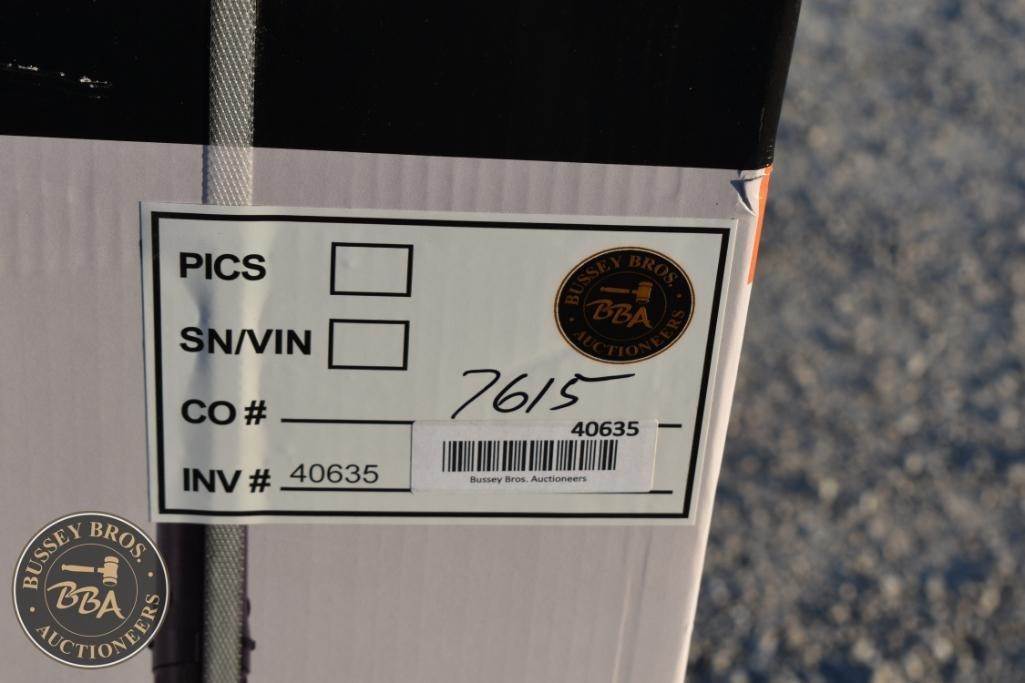 PICS
BUSSEY BROS.
BBA
AUCTIONEERS
SN/VIN
7615
CO #
40635
INV # 40635
Bussey Bros. Auctioneers
BUSSEY BROS.
BBA
AUCTIONEERS